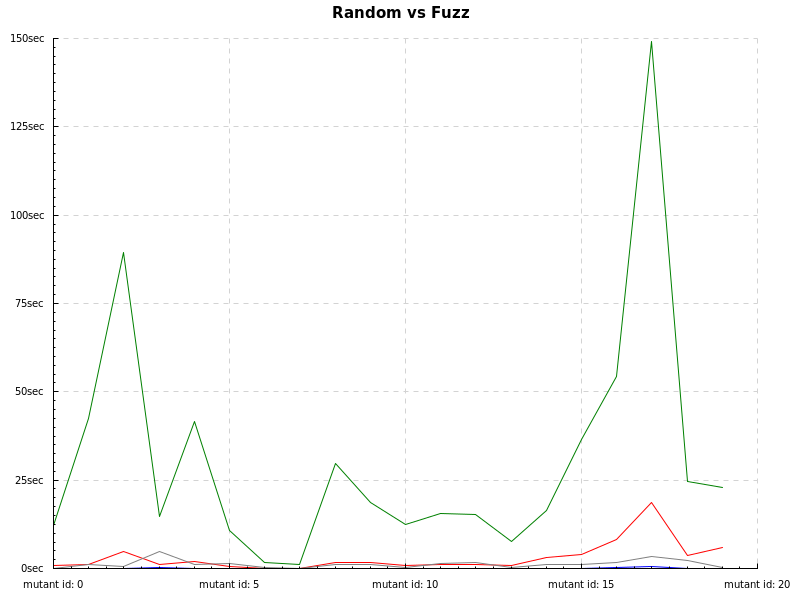 Random vs Fuzz
150sec
125sec
100sec
75sec
50sec
25sec
0sec
mutant id: 0 mutant id: 5 mutant id: 10 mutant id: 15 mutant id: 20